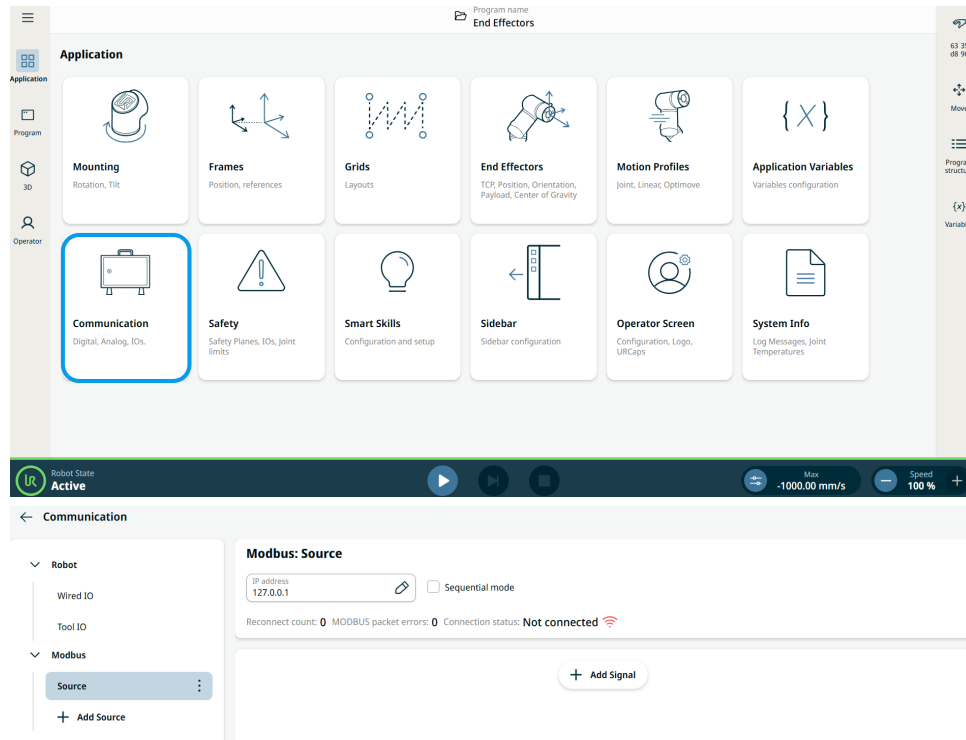 Program name
End Effectors
Application
Application
Program
3D
Operator
Mounting
Rotation, Tilt
Frames
Position, references
Grids
Layouts
End Effectors
TCP, Position, Orientation,
Payload, Center of Gravity
Motion Profiles
Joint, Linear, Optimove
{ X }
Application Variables
Variables configuration
Communication
Digital, Analog, IOs.
Safety
Safety Planes, IOs, Joint
limits
Smart Skills
Configuration and setup
Sidebar
Sidebar configuration
Operator Screen
Configuration, Logo,
URCaps
System Info
Log Messages, Joint
Temperatures
Move
structu
{x}
UR
Robot State
Active
Max
-1000.00 mm/s
Speed
100 %
Communication
Robot
Wired IO
Tool IO
Modbus
Source
Add Source
Modbus: Source
IP address
127.0.0.1
Sequential mode
Reconnect count: 0 MODBUS packet errors: 0 Connection status: Not connected
Add Signal